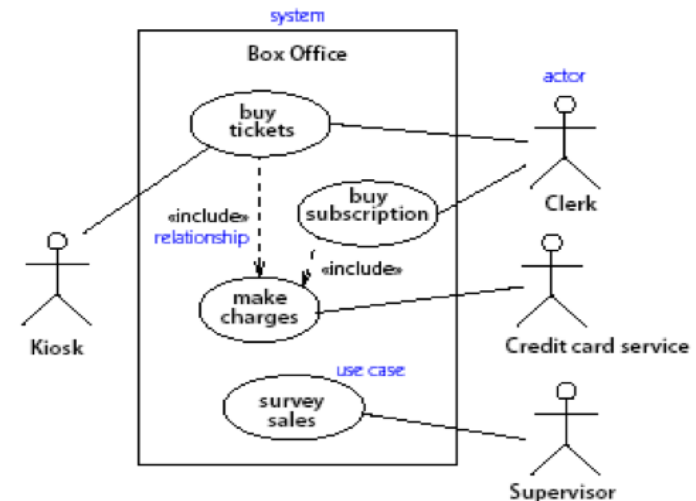 system
Box Office
actor
buy
tickets
Clerk
buy
subscription
«include»
relationship
«include»
make
charges
Kiosk
Credit card service
use case
survey
sales
Supervisor